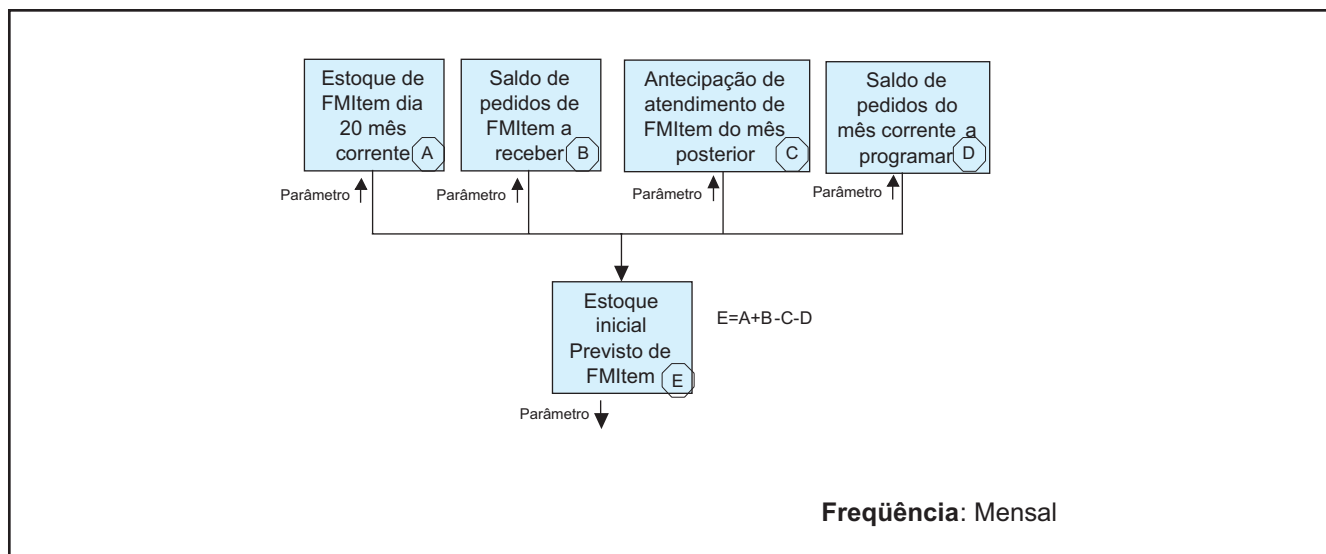 Estoque de
FMItem dia
20 mês
corrente
A
Saldo de
pedidos de
FMItem a
receber
B
Antecipação de
atendimento de
FMItem do mês
posterior
C
Saldo de
pedidos do
mês corrente a
programar
D
Parâmetro
Parâmetro
Parâmetro
Parâmetro
Estoque
inicial
Previsto de
FMItem
E
E=A+B-C-D
Parâmetro
Freqüência: Mensal